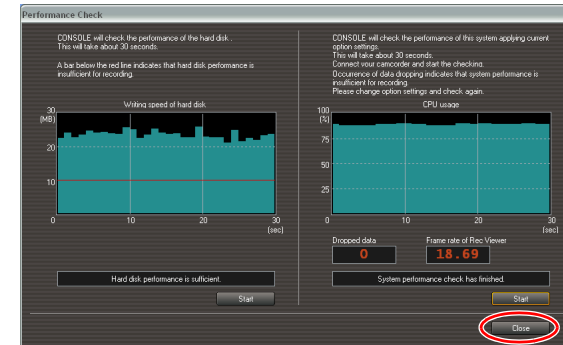 Performance Check
CONSOLE will check the performance of the hard disk .
This will take about 30 seconds.
A bar below the red line indicates that hard disk performance is
insufficient for recording.
Writing speed of hard disk
30
(MB)
20
10
0
10
20
30
(sec)
Hard disk performance is sufficient.
Start
CONSOLE will check the performance of this system applying current
option settings.
This will take about 30 seconds.
Connect your camcorder and start the checking.
Occurrence of data dropping indicates that system performance is
insufficient for recording.
Please change option settings and check again.
CPU usage
100
(%)
75
50
25
0
10
20
30
(sec)
Dropped data
Frame rate of Rec Viewer
0
18.69
System performance check has finished.
Start
Close